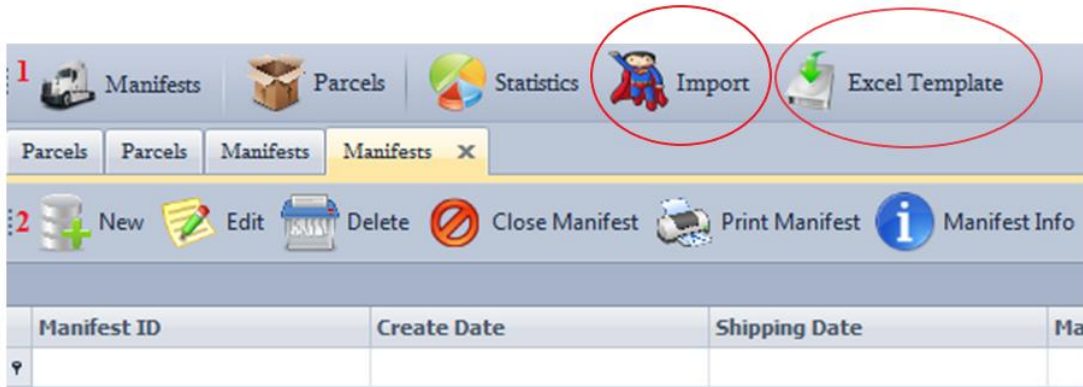 1 Manifests Parcels Statistics Import Excel Template
Parcels Parcels Manifests Manifests X
2 New Edit Delete Close Manifest Print Manifest Manifest Info
Manifest ID Create Date Shipping Date Ma